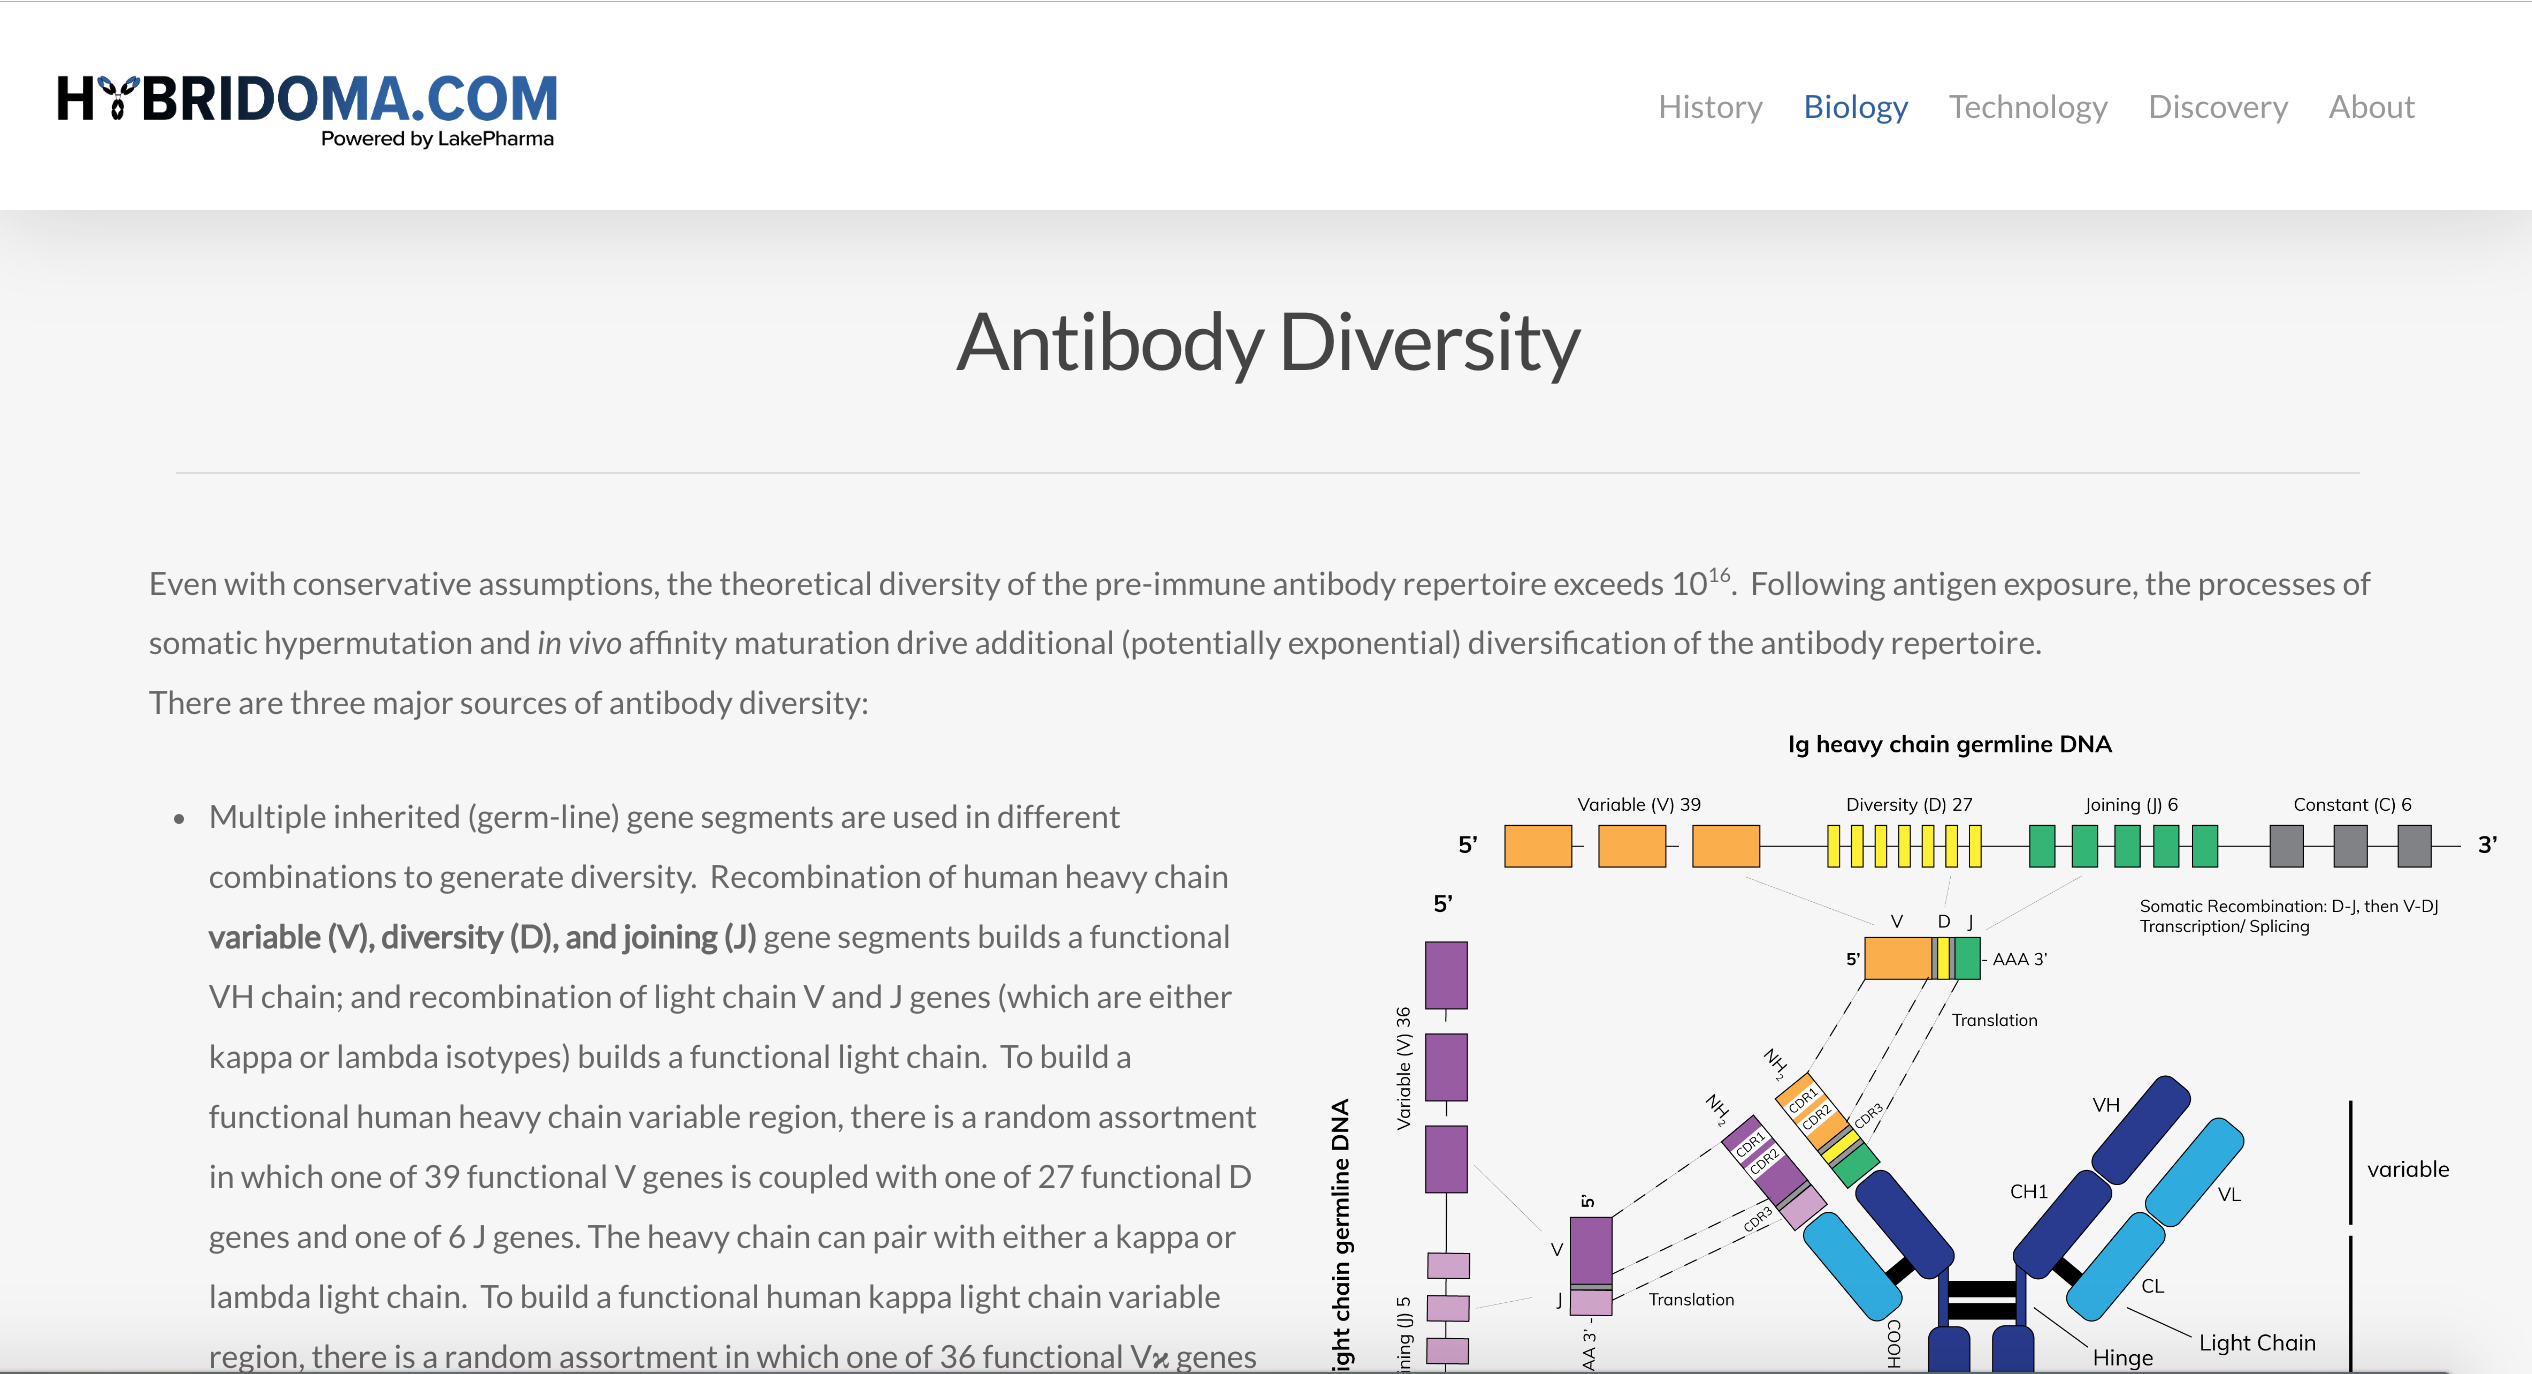 HYBRIDOMA.COM
Powered by LakePharma
History Biology Technology Discovery About
Antibody Diversity
Even with conservative assumptions, the theoretical diversity of the pre-immune antibody repertoire exceeds 10¹⁶.  Following antigen exposure, the processes of
somatic hypermutation and in vivo affinity maturation drive additional (potentially exponential) diversification of the antibody repertoire.
There are three major sources of antibody diversity:
• Multiple inherited (germ-line) gene segments are used in different
combinations to generate diversity.  Recombination of human heavy chain
variable (V), diversity (D), and joining (J) gene segments builds a functional
VH chain; and recombination of light chain V and J genes (which are either
kappa or lambda isotypes) builds a functional light chain.  To build a
functional human heavy chain variable region, there is a random assortment
in which one of 39 functional V genes is coupled with one of 27 functional D
genes and one of 6 J genes. The heavy chain can pair with either a kappa or
lambda light chain.  To build a functional human kappa light chain variable
region, there is a random assortment in which one of 36 functional Vϰ genes
Ig heavy chain germline DNA
Variable (V) 39 Diversity (D) 27 Joining (J) 6 Constant (C) 6
5’ 3’
5’
Somatic Recombination: D-J, then V-DJ
Transcription/ Splicing
V D J
5’ - AAA 3’
Translation
Variable (V) 36
ight chain germline DNA
ning (J) 5
5’
V
J
AA 3’ -
Translation
NH₂
CDR1
CDR2
CDR3
NH₂
CDR1
CDR2
CDR3
VH
CH1
VL
CL
variable
Light Chain
Hinge
COOH